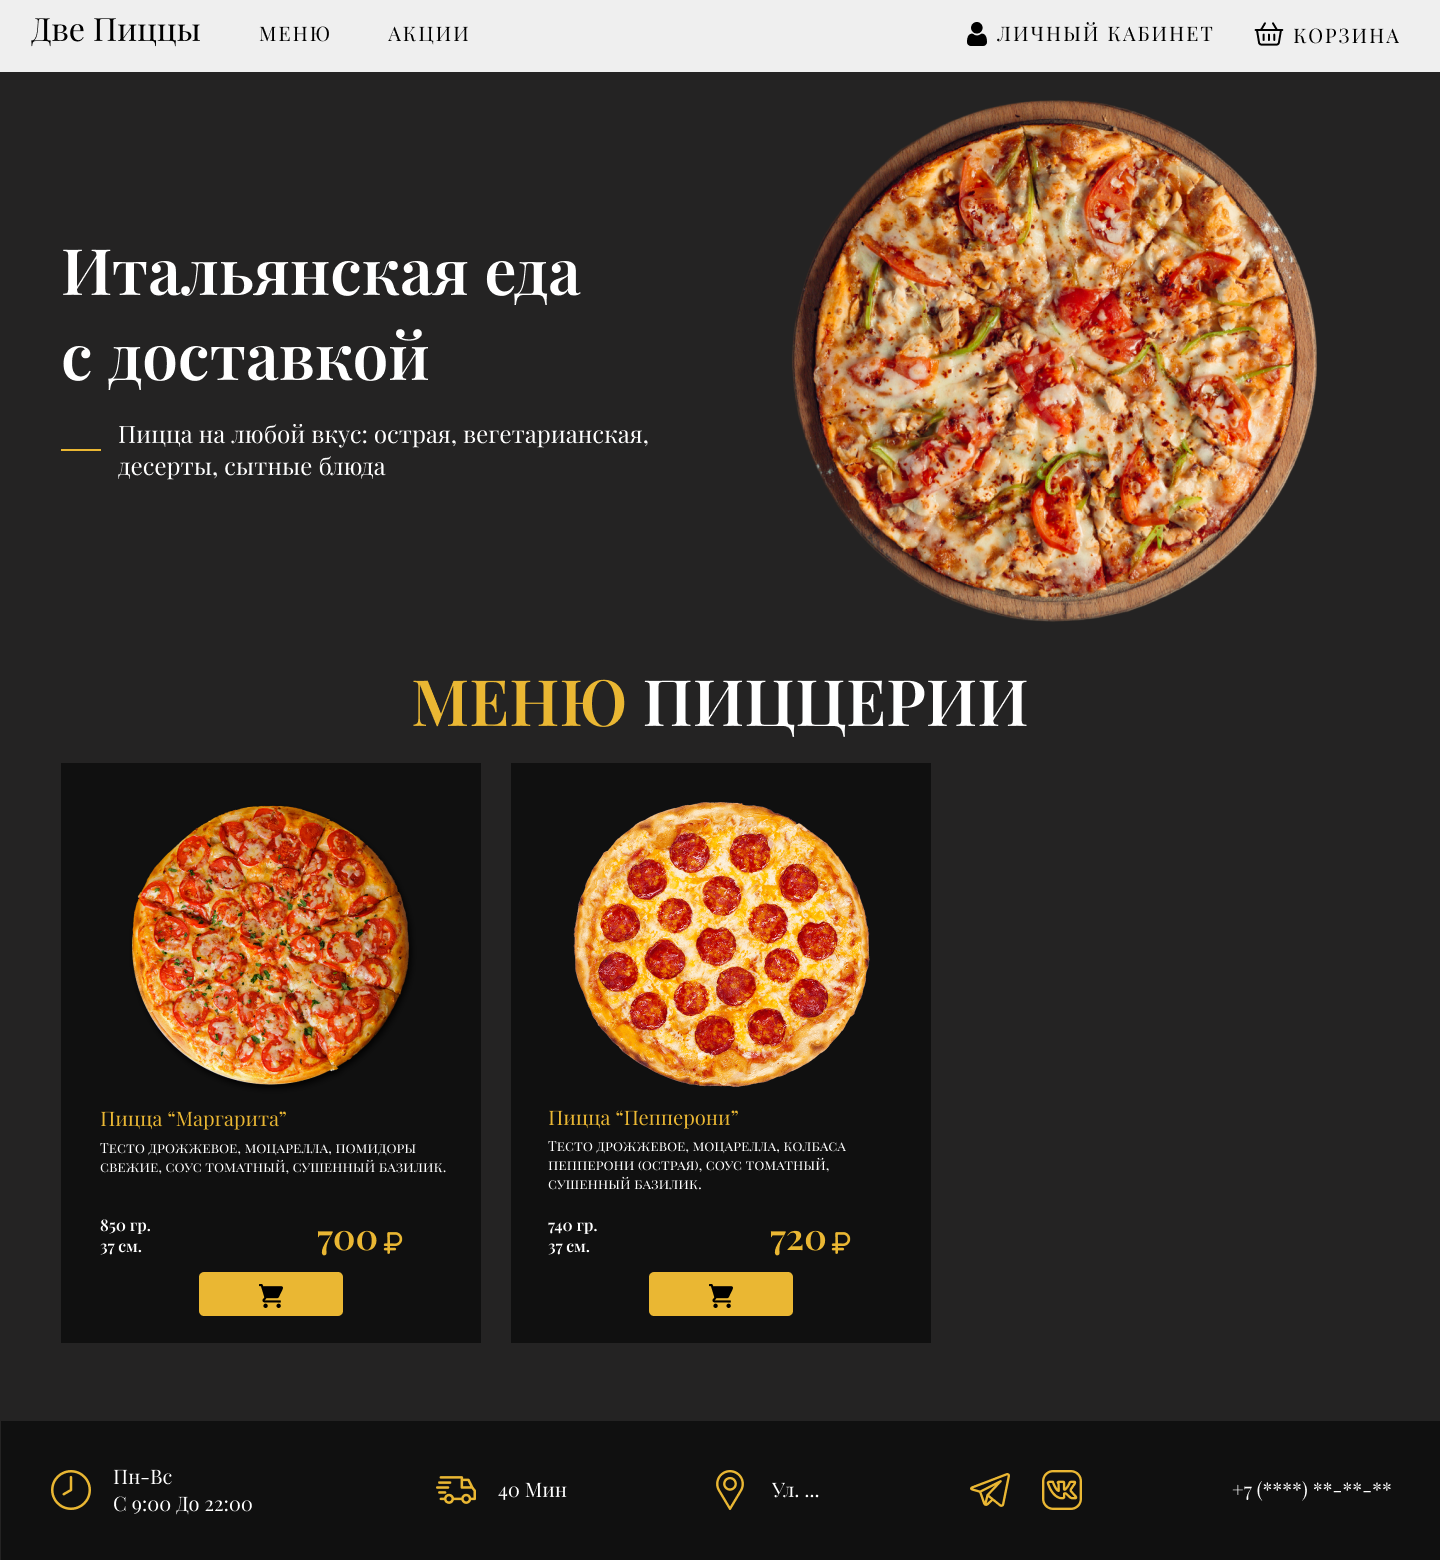 Две Пиццы
МЕНЮ
АКЦИИ
ЛИЧНЫЙ КАБИНЕТ
КОРЗИНА
Итальянская еда
с доставкой
Пицца на любой вкус: острая, вегетарианская,
десерты, сытные блюда
МЕНЮ ПИЦЦЕРИИ
Пицца “Маргарита”
Тесто дрожжевое, моцарелла, помидоры
свежие, соус томатный, сушенный базилик.
850 гр.
37 см.
700 ₽
Пицца “Пепперони”
Тесто дрожжевое, моцарелла, колбаса
пепперони (острая), соус томатный,
сушенный базилик.
740 гр.
37 см.
720 ₽
Пн-Вс
С 9:00 До 22:00
40 Мин
Ул. ...
+7 (****) **-**-**